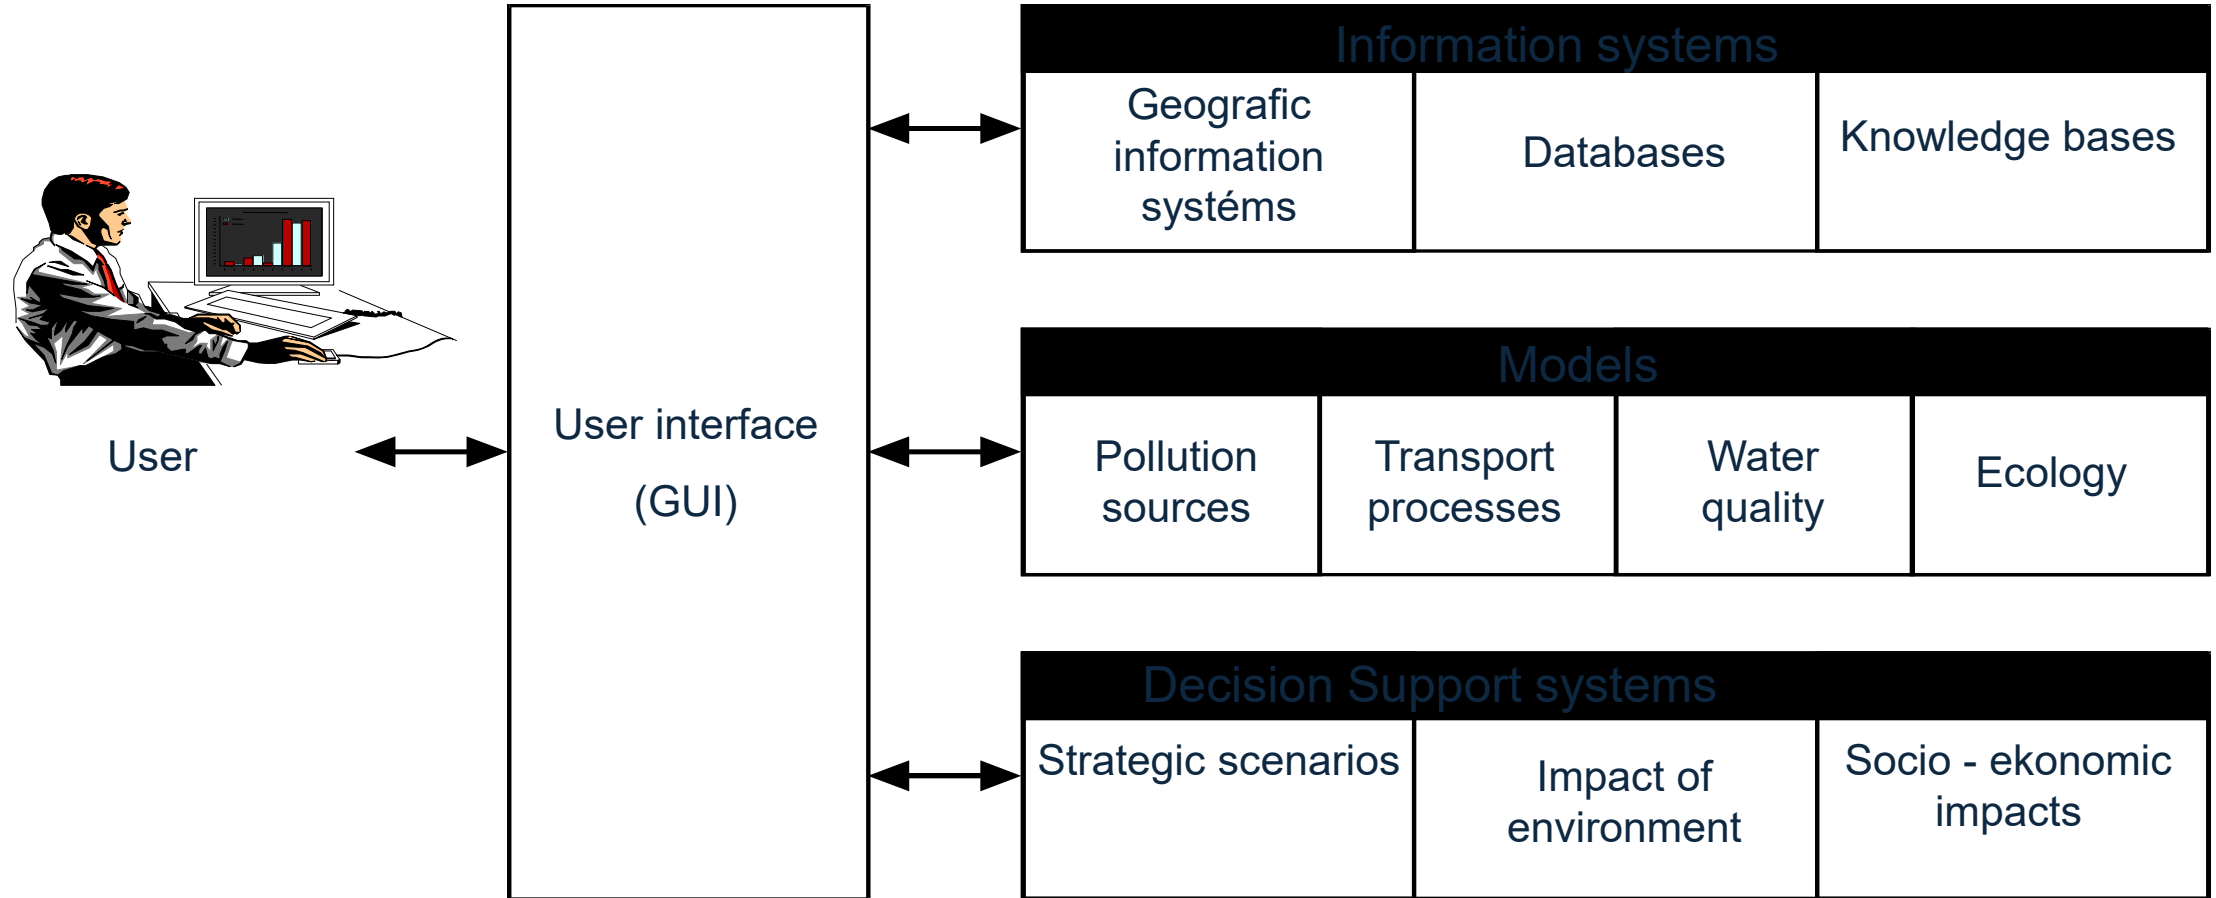 User
User interface
(GUI)
Information systems
Geografic
information
systéms
Databases
Knowledge bases
Models
Pollution
sources
Transport
processes
Water
quality
Ecology
Decision Support systems
Strategic scenarios
Impact of
environment
Socio - ekonomic
impacts